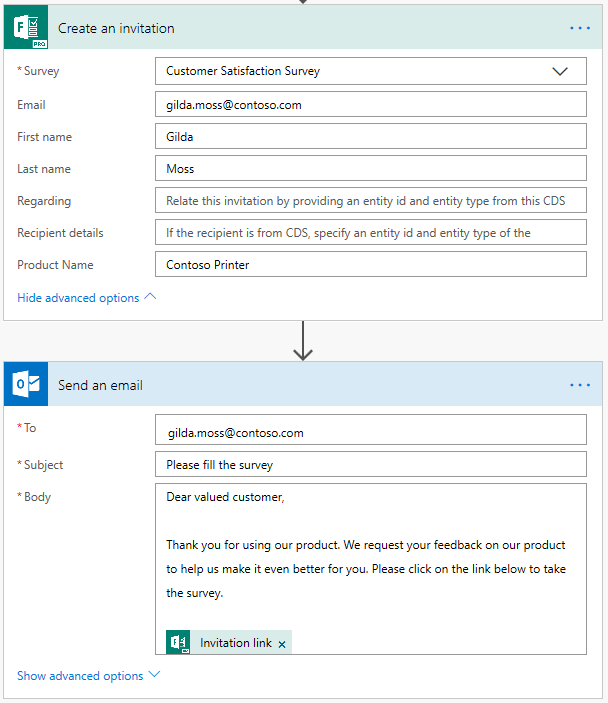 Create an invitation
PRO
* Survey
Customer Satisfaction Survey
Email
gilda.moss@contoso.com
First name
Gilda
Last name
Moss
Regarding
Relate this invitation by providing an entity id and entity type from this CDS
Recipient details
If the recipient is from CDS, specify an entity id and entity type of the
Product Name
Contoso Printer
Hide advanced options
Send an email
* To
gilda.moss@contoso.com
* Subject
Please fill the survey
* Body
Dear valued customer,
Thank you for using our product. We request your feedback on our product
to help us make it even better for you. Please click on the link below to take
the survey.
Invitation link ×
Show advanced options